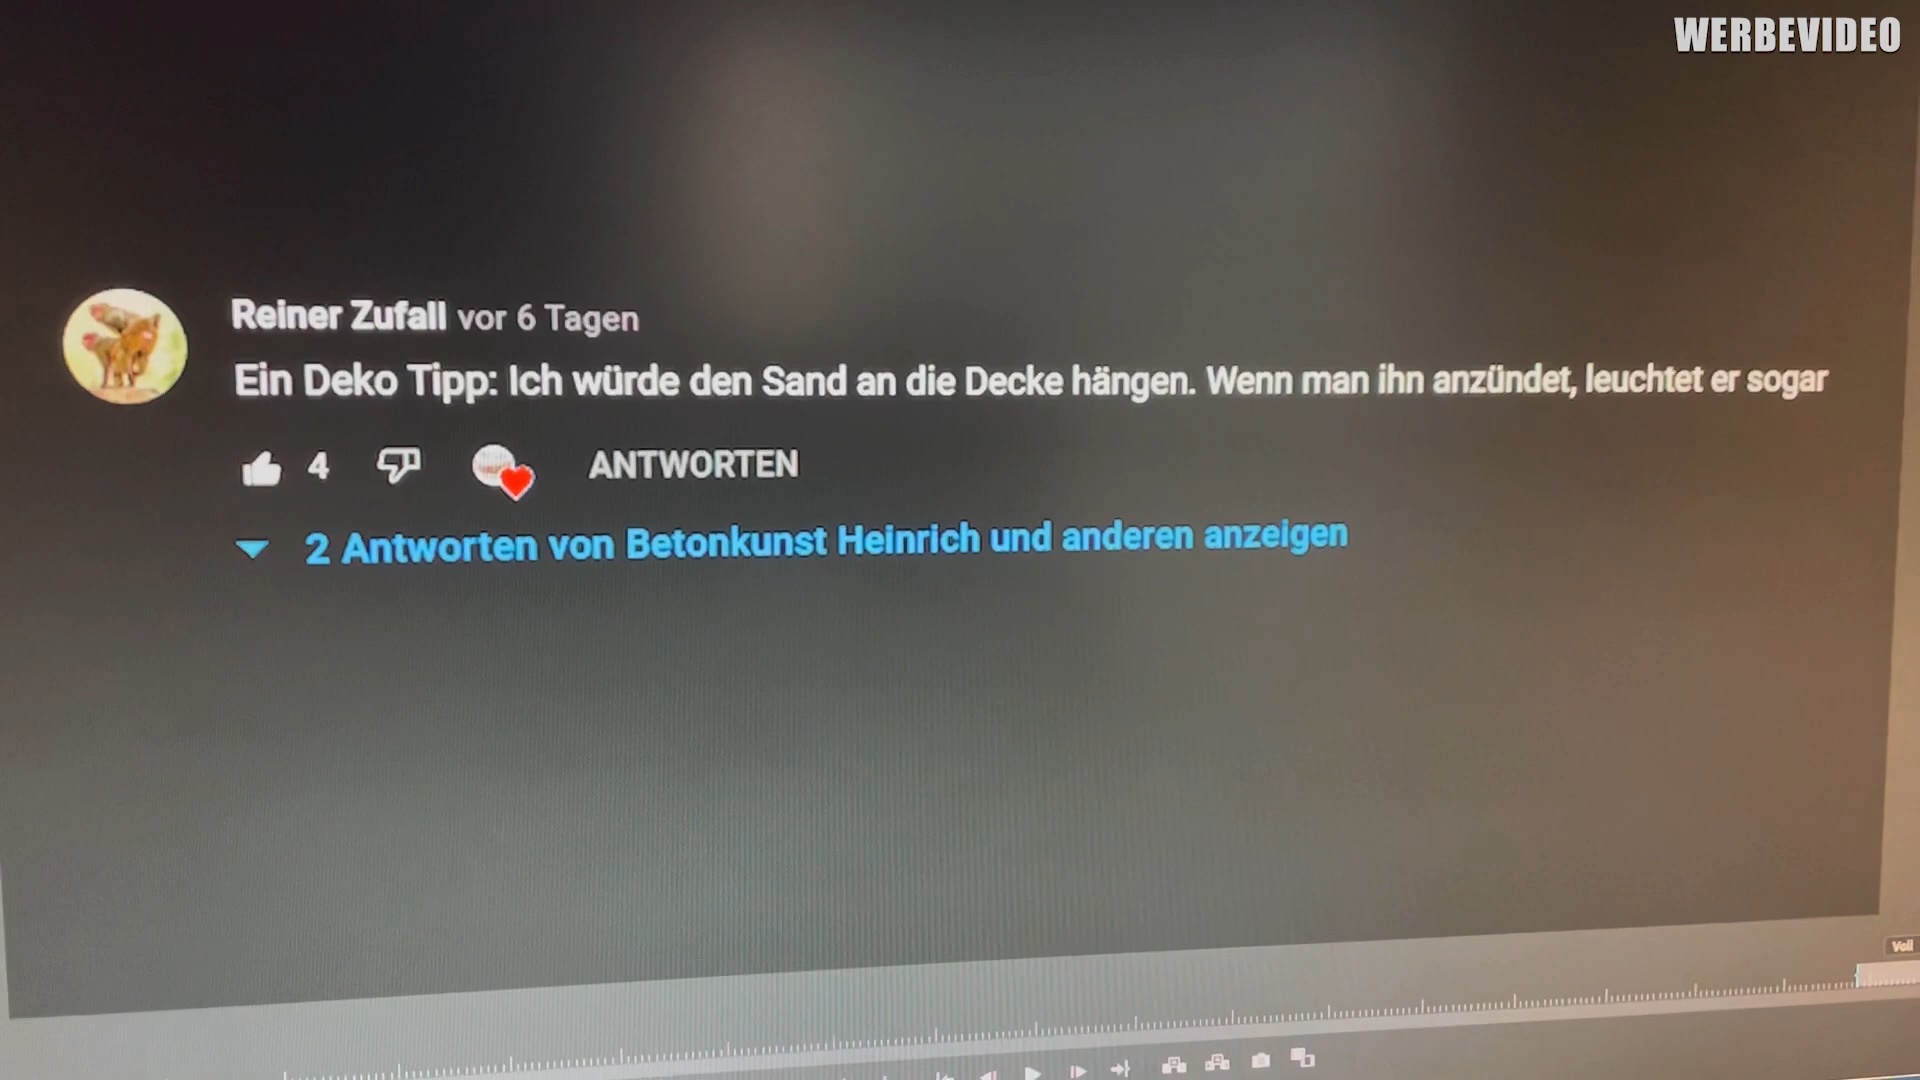 WERBEVIDEO
Reiner Zufall vor 6 Tagen
Ein Deko Tipp: Ich würde den Sand an die Decke hängen. Wenn man ihn anzündet, leuchtet er sogar
4 ANTWORTEN
2 Antworten von Betonkunst Heinrich und anderen anzeigen
Voll